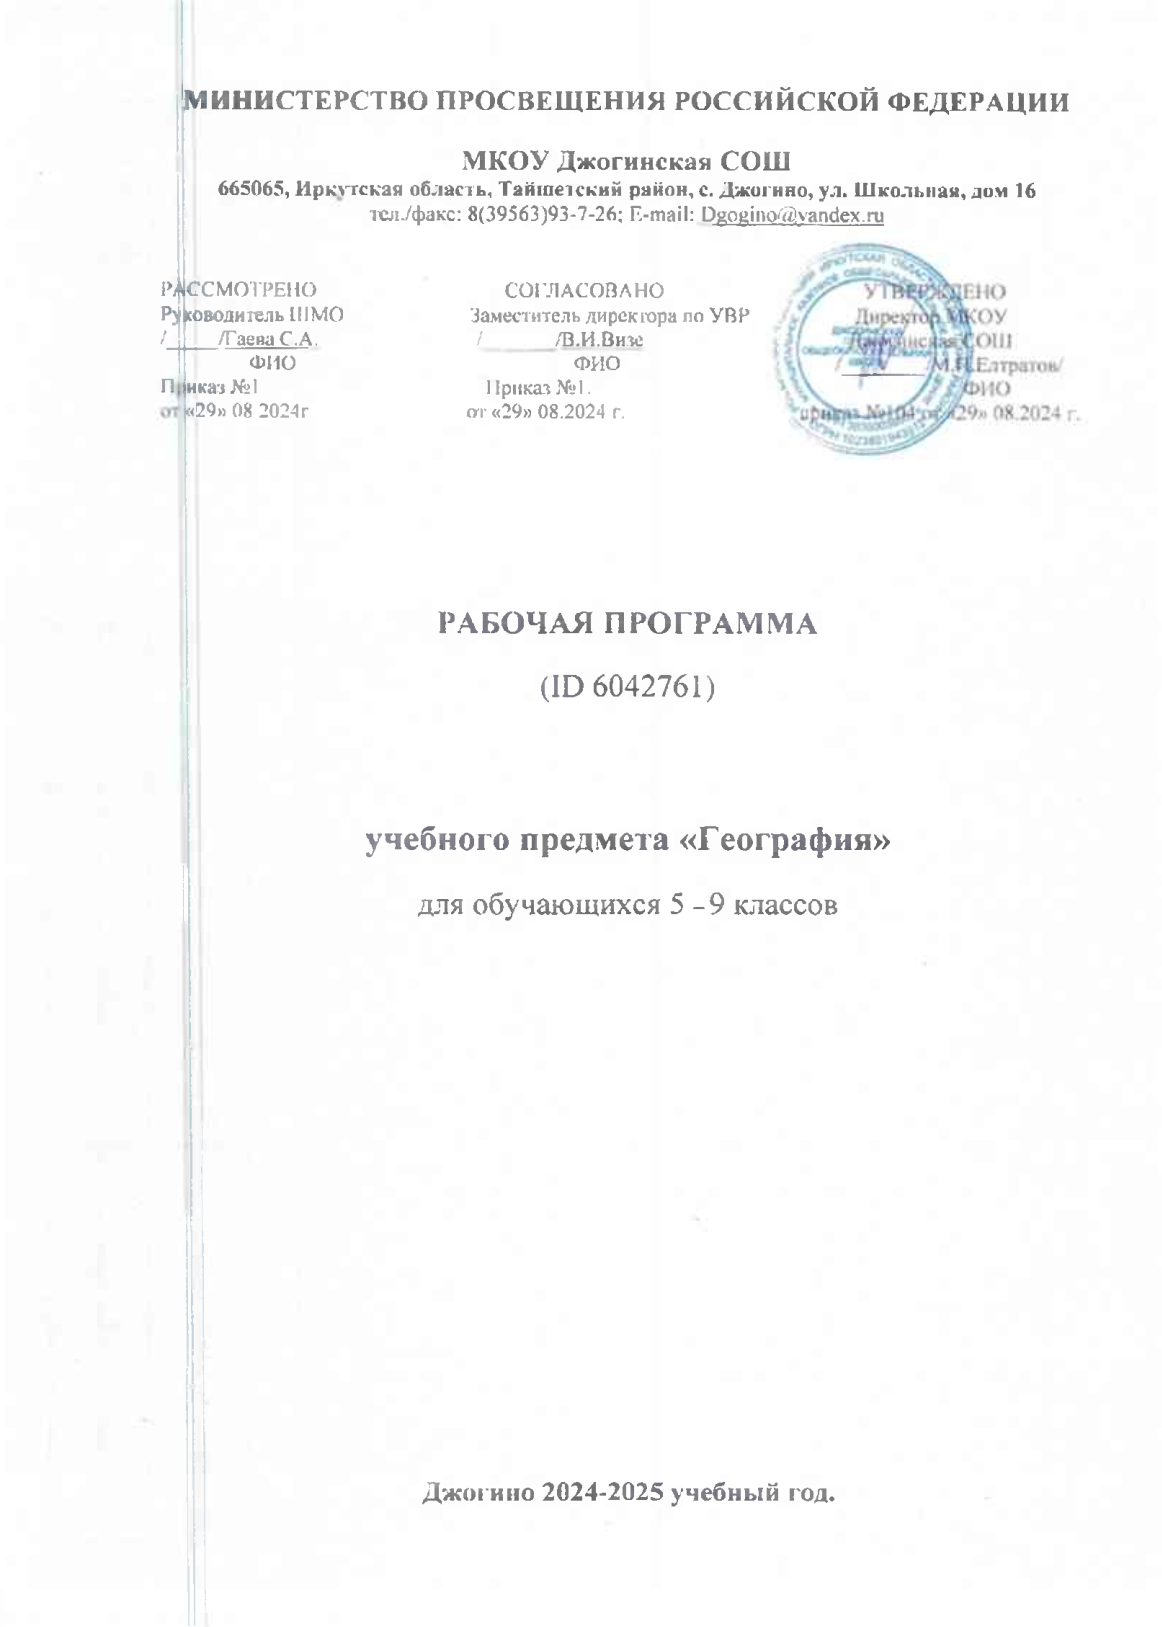 МИНИСТЕРСТВО ПРОСВЕЩЕНИЯ РОССИЙСКОЙ ФЕДЕРАЦИИ
МКОУ Джогинская СОШ
665065, Иркутская область, Тайшетский район, с. Джогино, ул. Школьная, дом 16
тел./факс: 8(39563)93-7-26; E-mail: Dgogino@yandex.ru
РАССМОТРЕНО
Руководитель ШМО
/_____/Гаева С.А.
ФИО
Приказ №1
от «29» 08 2024г
СОГЛАСОВАНО
Заместитель директора по УВР
/_______/В.И.Визе
ФИО
Приказ №1.
от «29» 08.2024 г.
УТВЕРЖДЕНО
Директор МКОУ
Джогинская СОШ
/М.П.Елтратов/
ФИО
приказ №104 от «29» 08.2024 г.
РАБОЧАЯ ПРОГРАММА
(ID 6042761)
учебного предмета «География»
для обучающихся 5 –9 классов
Джогино 2024-2025 учебный год.